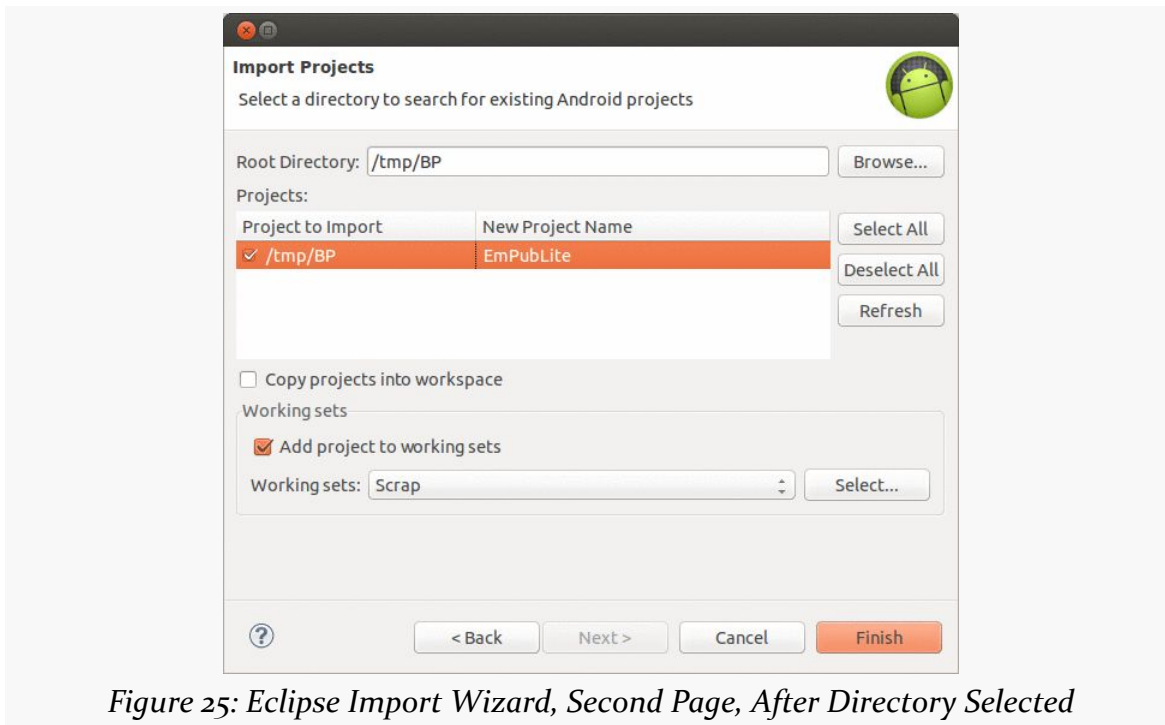 Import Projects
Select a directory to search for existing Android projects
Root Directory: /tmp/BP Browse...
Projects:
Project to Import New Project Name Select All
/tmp/BP EmPubLite
Deselect All
Refresh
Copy projects into workspace
Working sets
Add project to working sets
Working sets: Scrap Select...
? < Back Next > Cancel Finish
Figure 25: Eclipse Import Wizard, Second Page, After Directory Selected